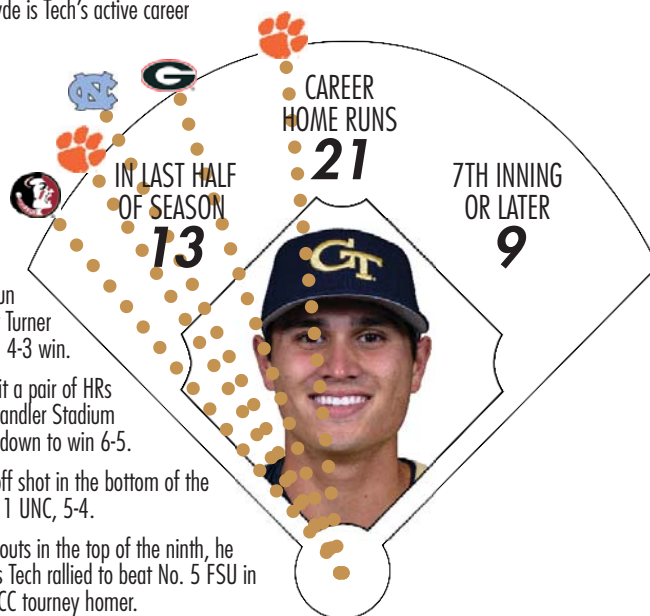 yde is Tech's active career
CAREER
HOME RUNS
21
IN LAST HALF
OF SEASON
13
7TH INNING
OR LATER
9
GT
NC
G
un
Turner
4-3 win.
it a pair of HRs
andler Stadium
down to win 6-5.
off shot in the bottom of the
1 UNC, 5-4.
outs in the top of the ninth, he
s Tech rallied to beat No. 5 FSU in
CC tourney homer.